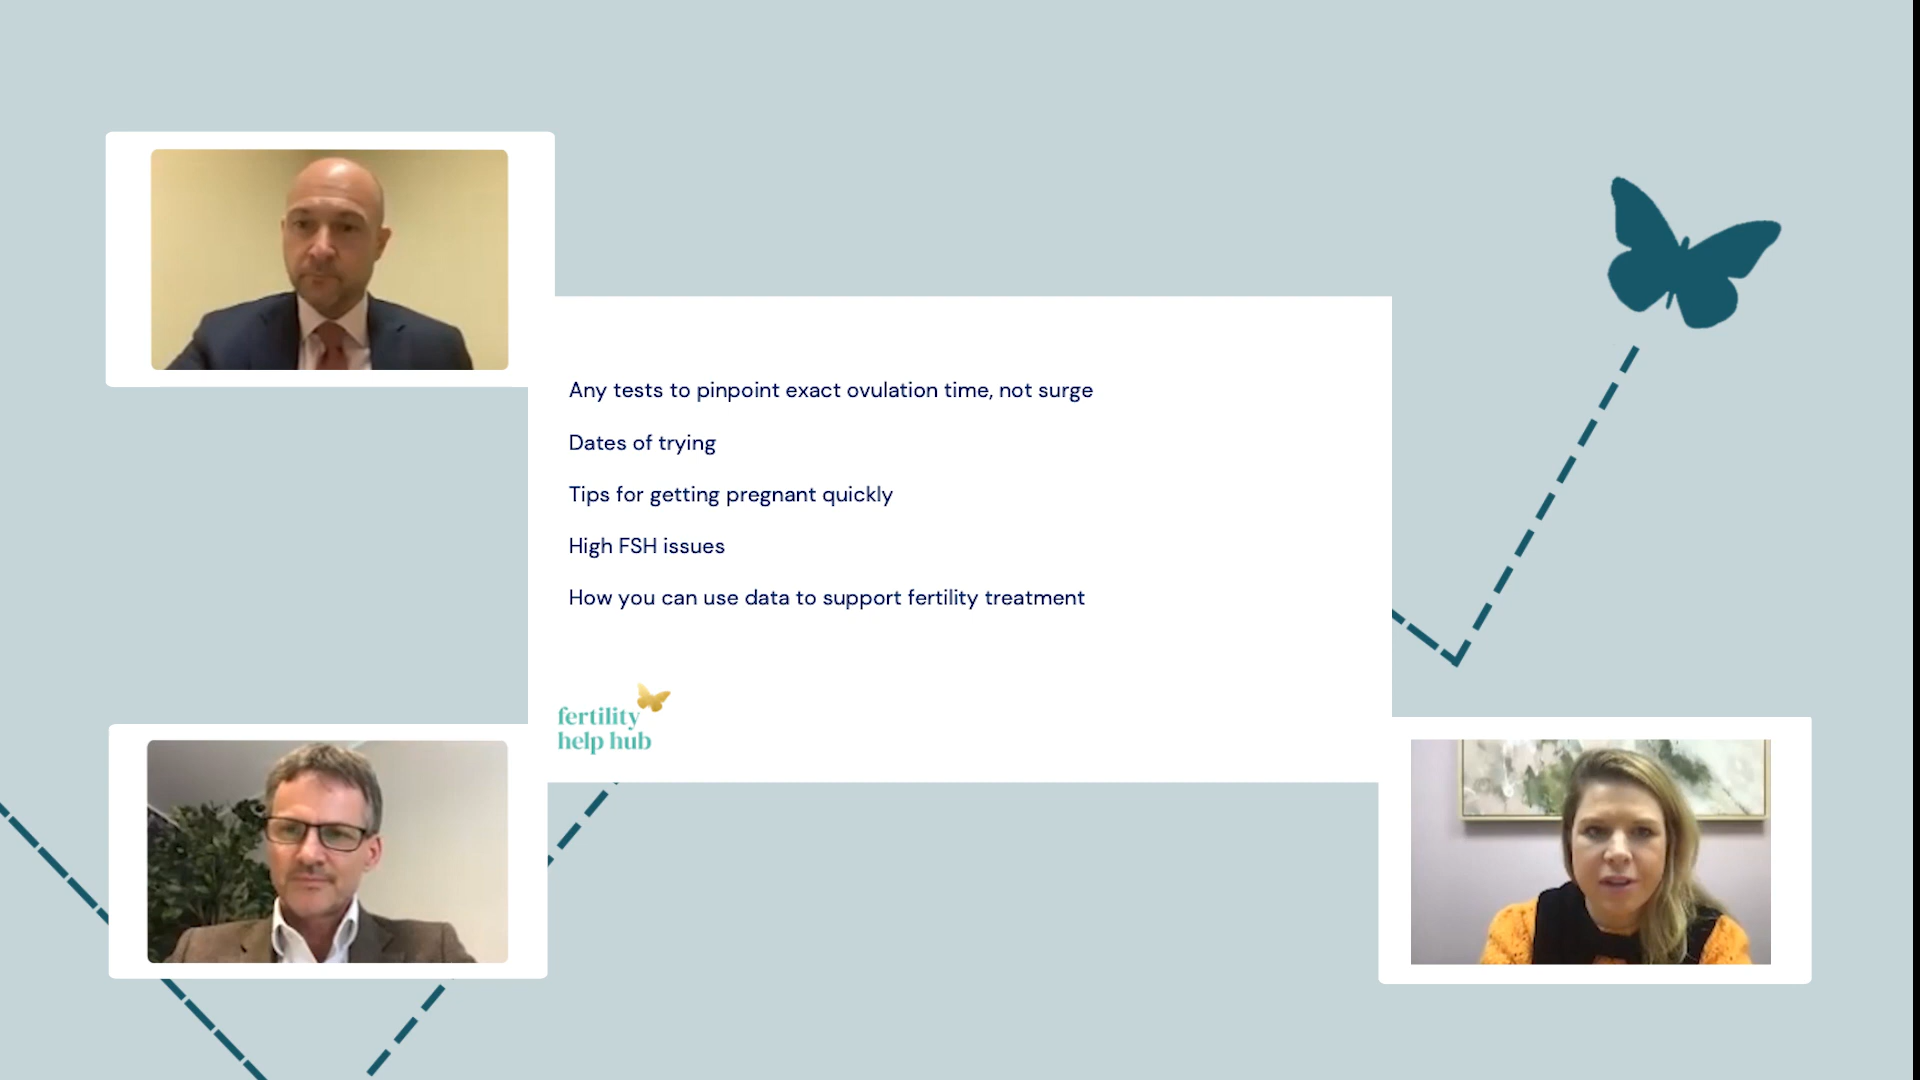 Any tests to pinpoint exact ovulation time, not surge
Dates of trying
Tips for getting pregnant quickly
High FSH issues
How you can use data to support fertility treatment
fertility
help hub